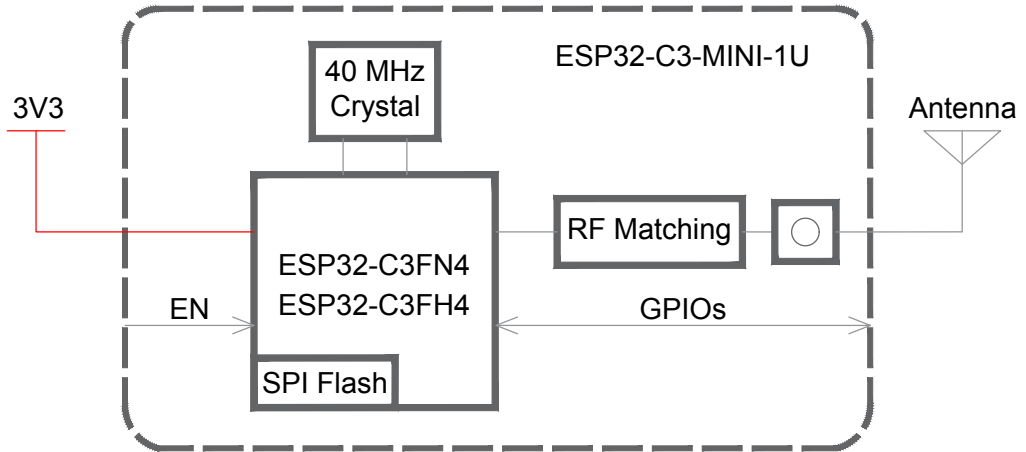 ESP32-C3-MINI-1U
40 MHz
Crystal
3V3
Antenna
RF Matching
ESP32-C3FN4
ESP32-C3FH4
EN
GPIOs
SPI Flash